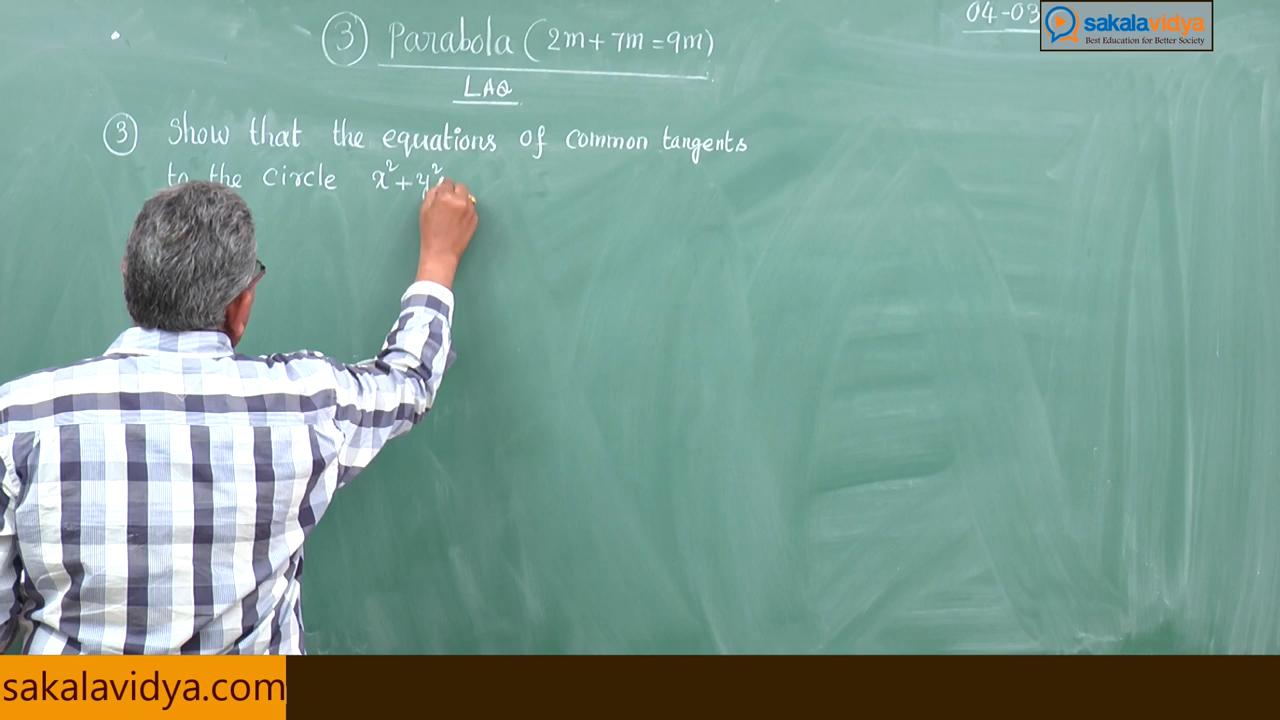 04-03
sakalavidya
Best Education for Better Society
③ Parabola (2m+7m=9m)
LAQ
③ Show that the equations of common tangents
to the circle x²+y²
sakalavidya.com